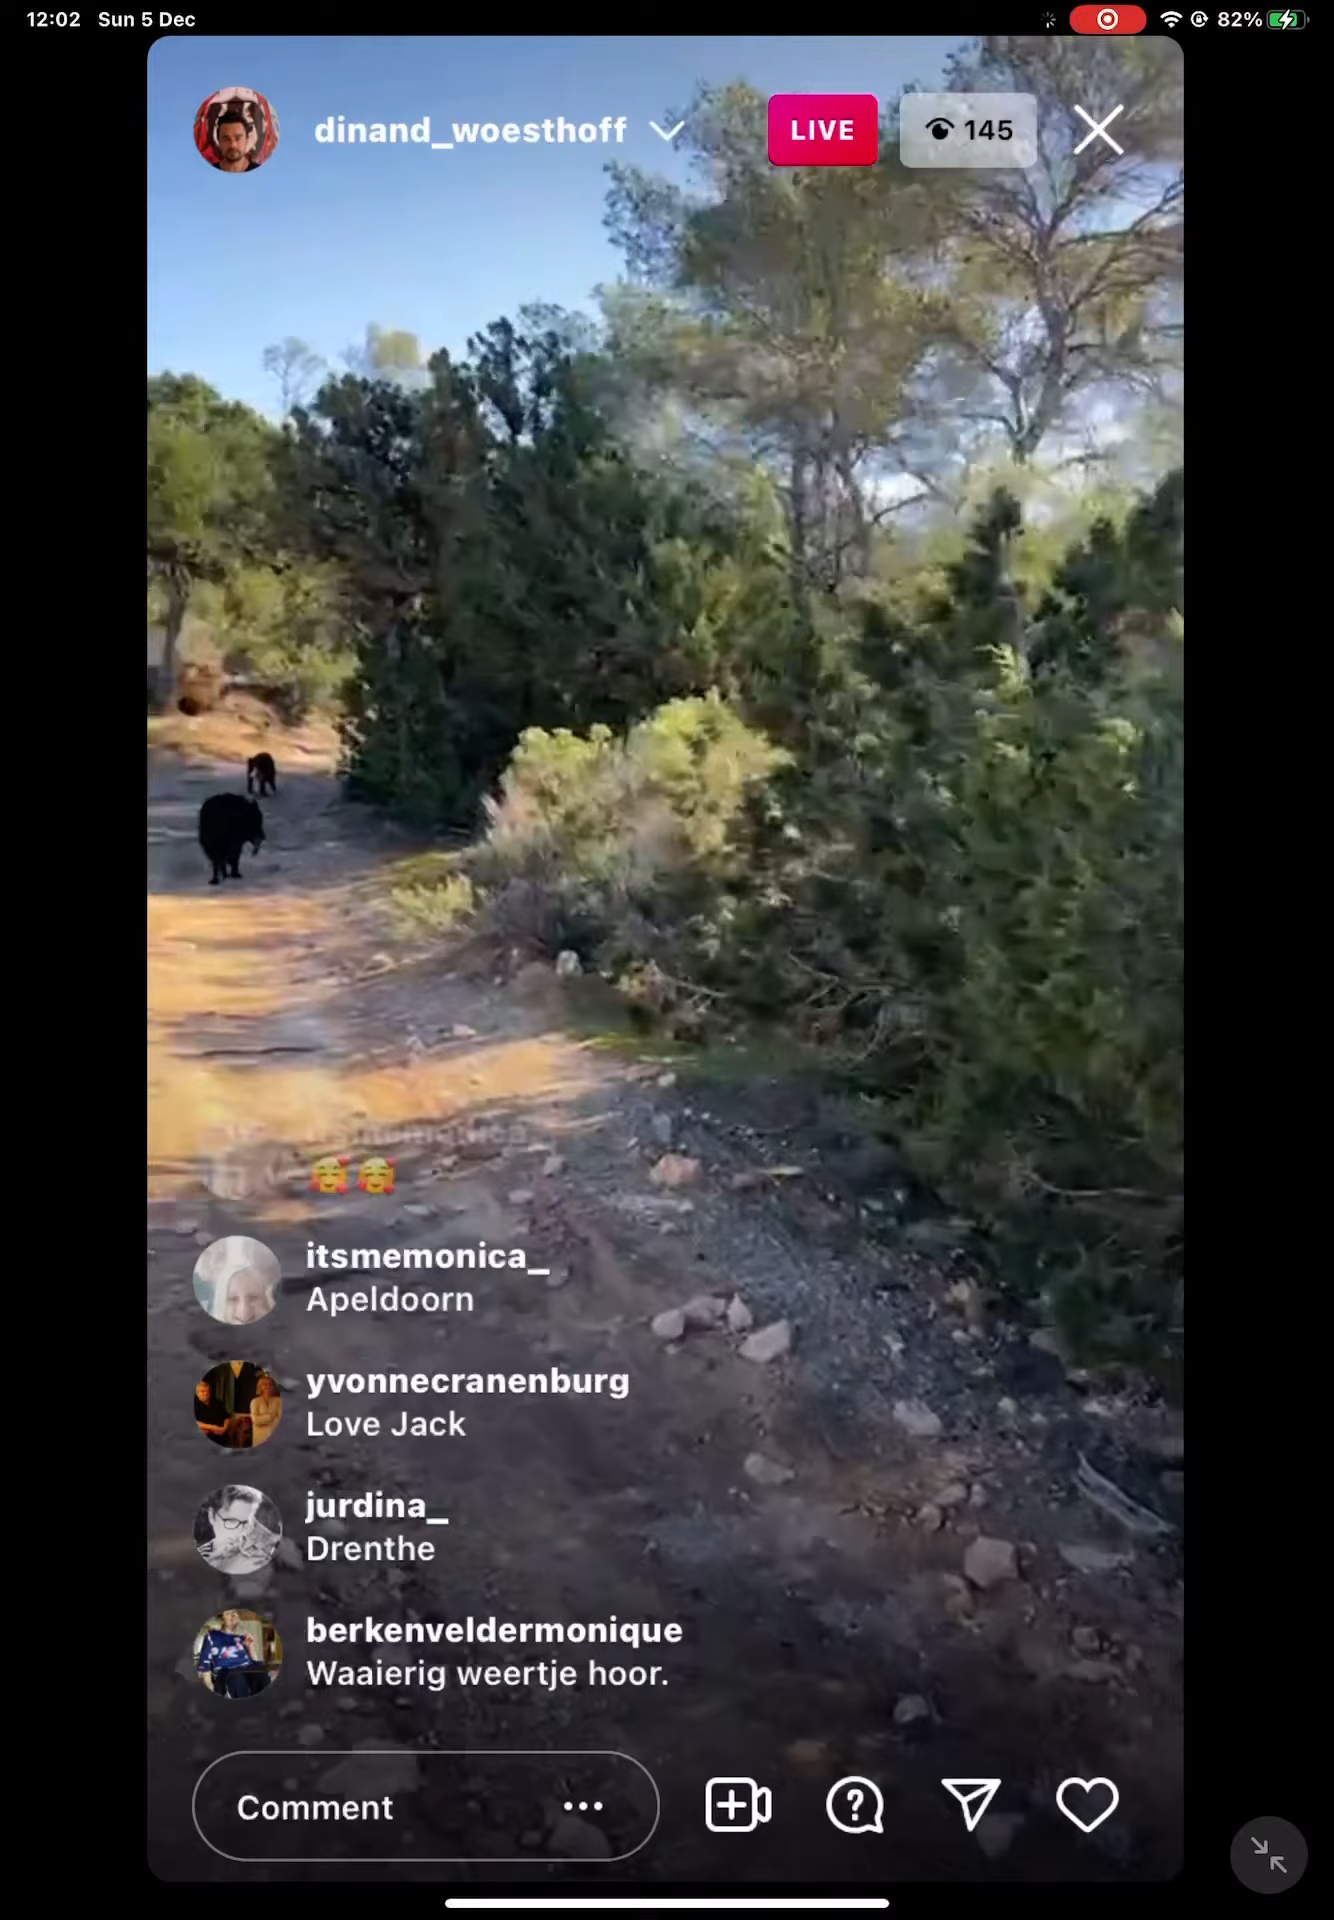 12:02 Sun 5 Dec
82%
dinand_woesthoff
LIVE
145
itsmemonica_
Apeldoorn
yvonnecranenburg
Love Jack
jurdina_
Drenthe
berkenveldermonique
Waaierig weertje hoor.
Comment